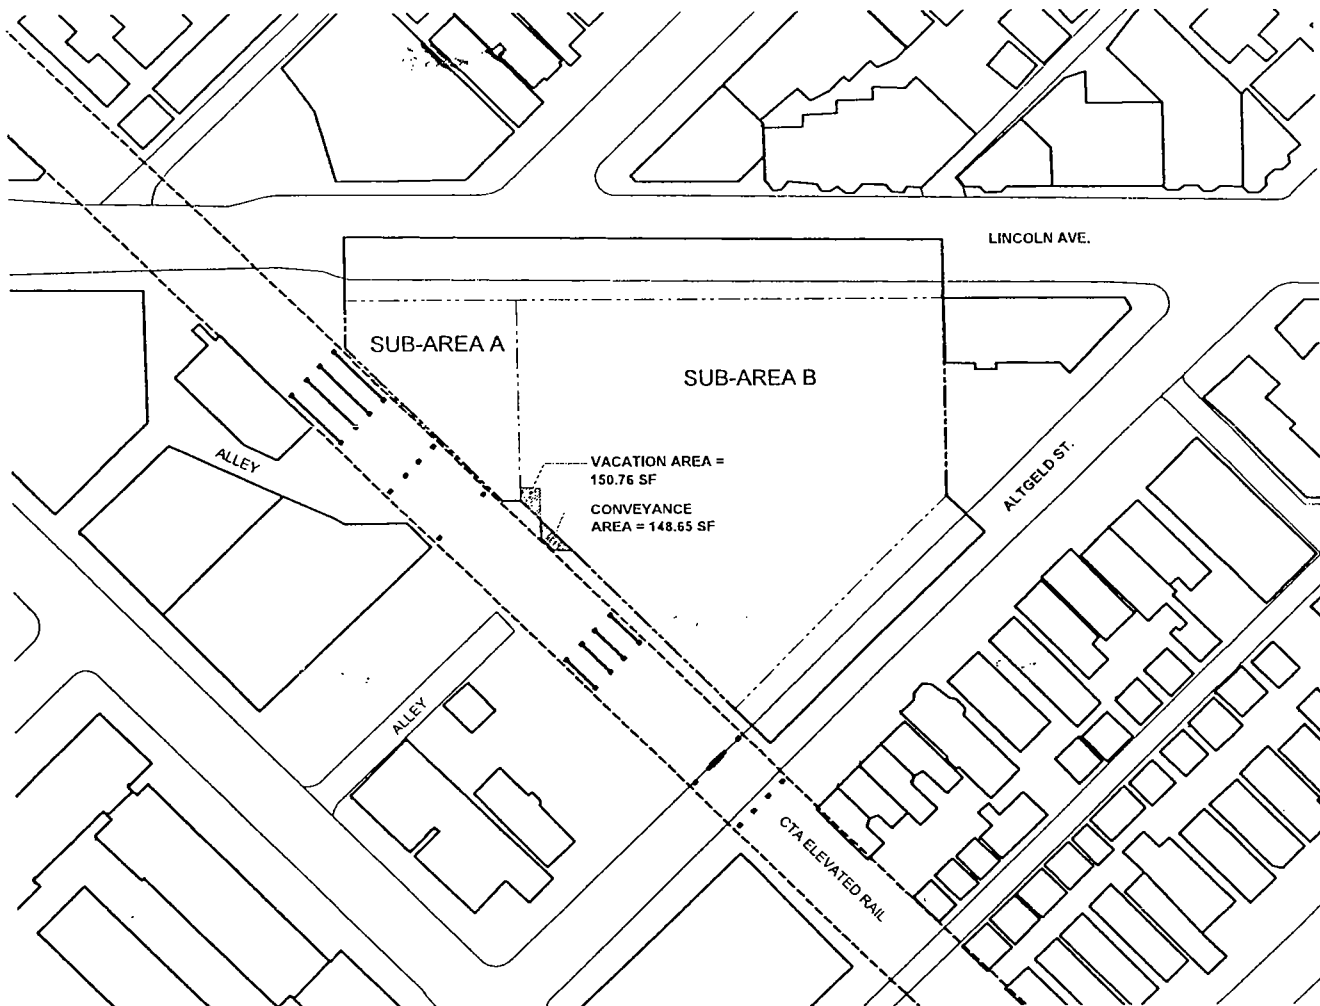 LINCOLN AVE.
SUB-AREA A
SUB-AREA B
ALLEY
VACATION AREA =
150.76 SF
CONVEYANCE
AREA = 148.65 SF
ALTGELD ST.
ALLEY
CTA ELEVATED RAIL